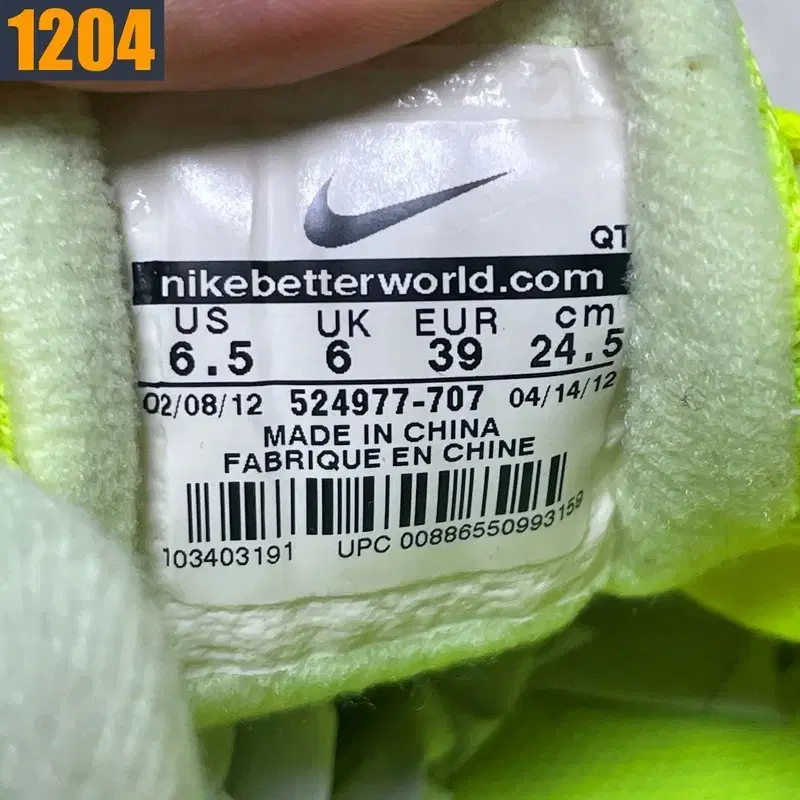 1204
QT
nikebetterworld.com
US UK EUR cm
6.5 6 39 24.5
02/08/12 524977-707 04/14/12
MADE IN CHINA
FABRIQUE EN CHINE
103403191 UPC 00886550993159